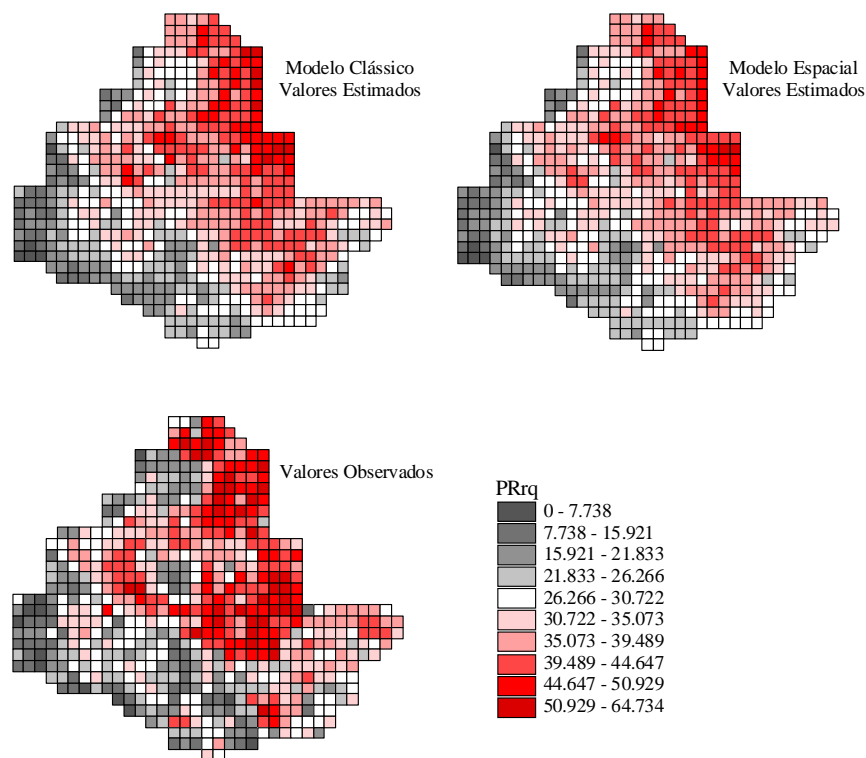 Modelo Clássico
Valores Estimados
Modelo Espacial
Valores Estimados
Valores Observados
PRrq
0 - 7.738
7.738 - 15.921
15.921 - 21.833
21.833 - 26.266
26.266 - 30.722
30.722 - 35.073
35.073 - 39.489
39.489 - 44.647
44.647 - 50.929
50.929 - 64.734